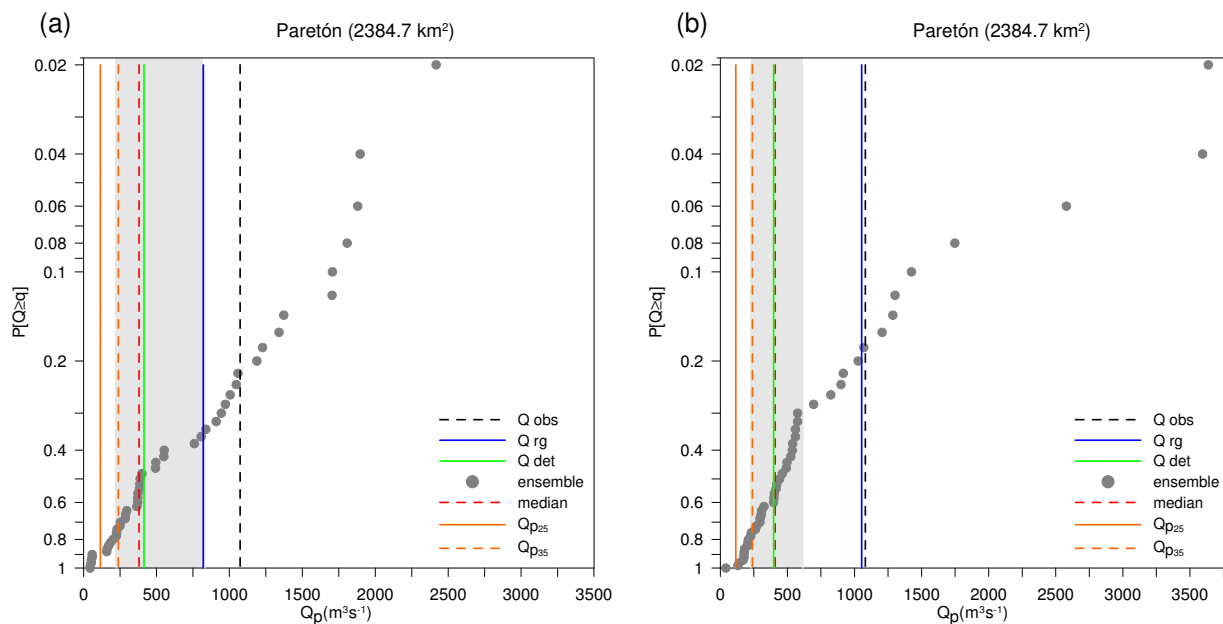 (a)
Paretón (2384.7 km²)
P[Q≥q]
0.02
0.04
0.06
0.08
0.1
0.2
0.4
0.6
0.8
1
0 500 1000 1500 2000 2500 3000 3500
Qp(m³s⁻¹)
Q obs
Q rg
Q det
ensemble
median
Qp25
Qp35
(b)
Paretón (2384.7 km²)
P[Q≥q]
0.02
0.04
0.06
0.08
0.1
0.2
0.4
0.6
0.8
1
0 500 1000 1500 2000 2500 3000 3500
Qp(m³s⁻¹)
Q obs
Q rg
Q det
ensemble
median
Qp25
Qp35